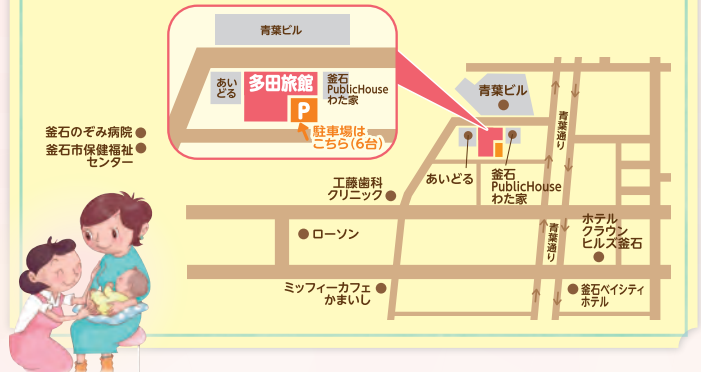 青葉ビル
あい
どる
多田旅館
釜石
PublicHouse
わた家
P
駐車場は
こちら(6台)
青葉ビル
青葉通り
釜石のぞみ病院
釜石市保健福祉
センター
あいどる
釜石
PublicHouse
わた家
工藤歯科
クリニック
ローソン
青葉通り
ホテル
クラウン
ヒルズ釜石
ミッフィーカフェ
かまいし
釜石ベイシティ
ホテル